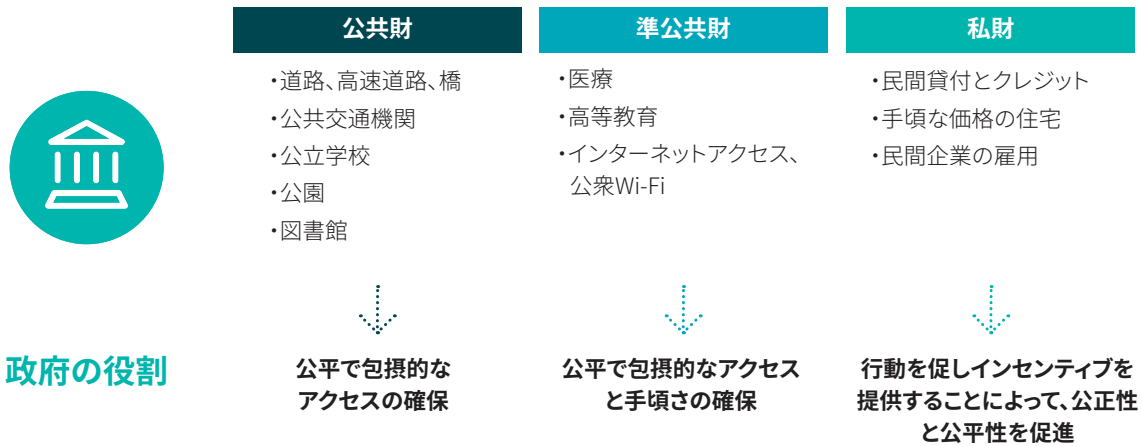 公共財
・道路、高速道路、橋
・公共交通機関
・公立学校
・公園
・図書館
準公共財
・医療
・高等教育
・インターネットアクセス、
公衆Wi-Fi
私財
・民間貸付とクレジット
・手頃な価格の住宅
・民間企業の雇用
政府の役割
公平で包摂的な
アクセスの確保
公平で包摂的なアクセス
と手頃さの確保
行動を促しインセンティブを
提供することによって、公正性
と公平性を促進